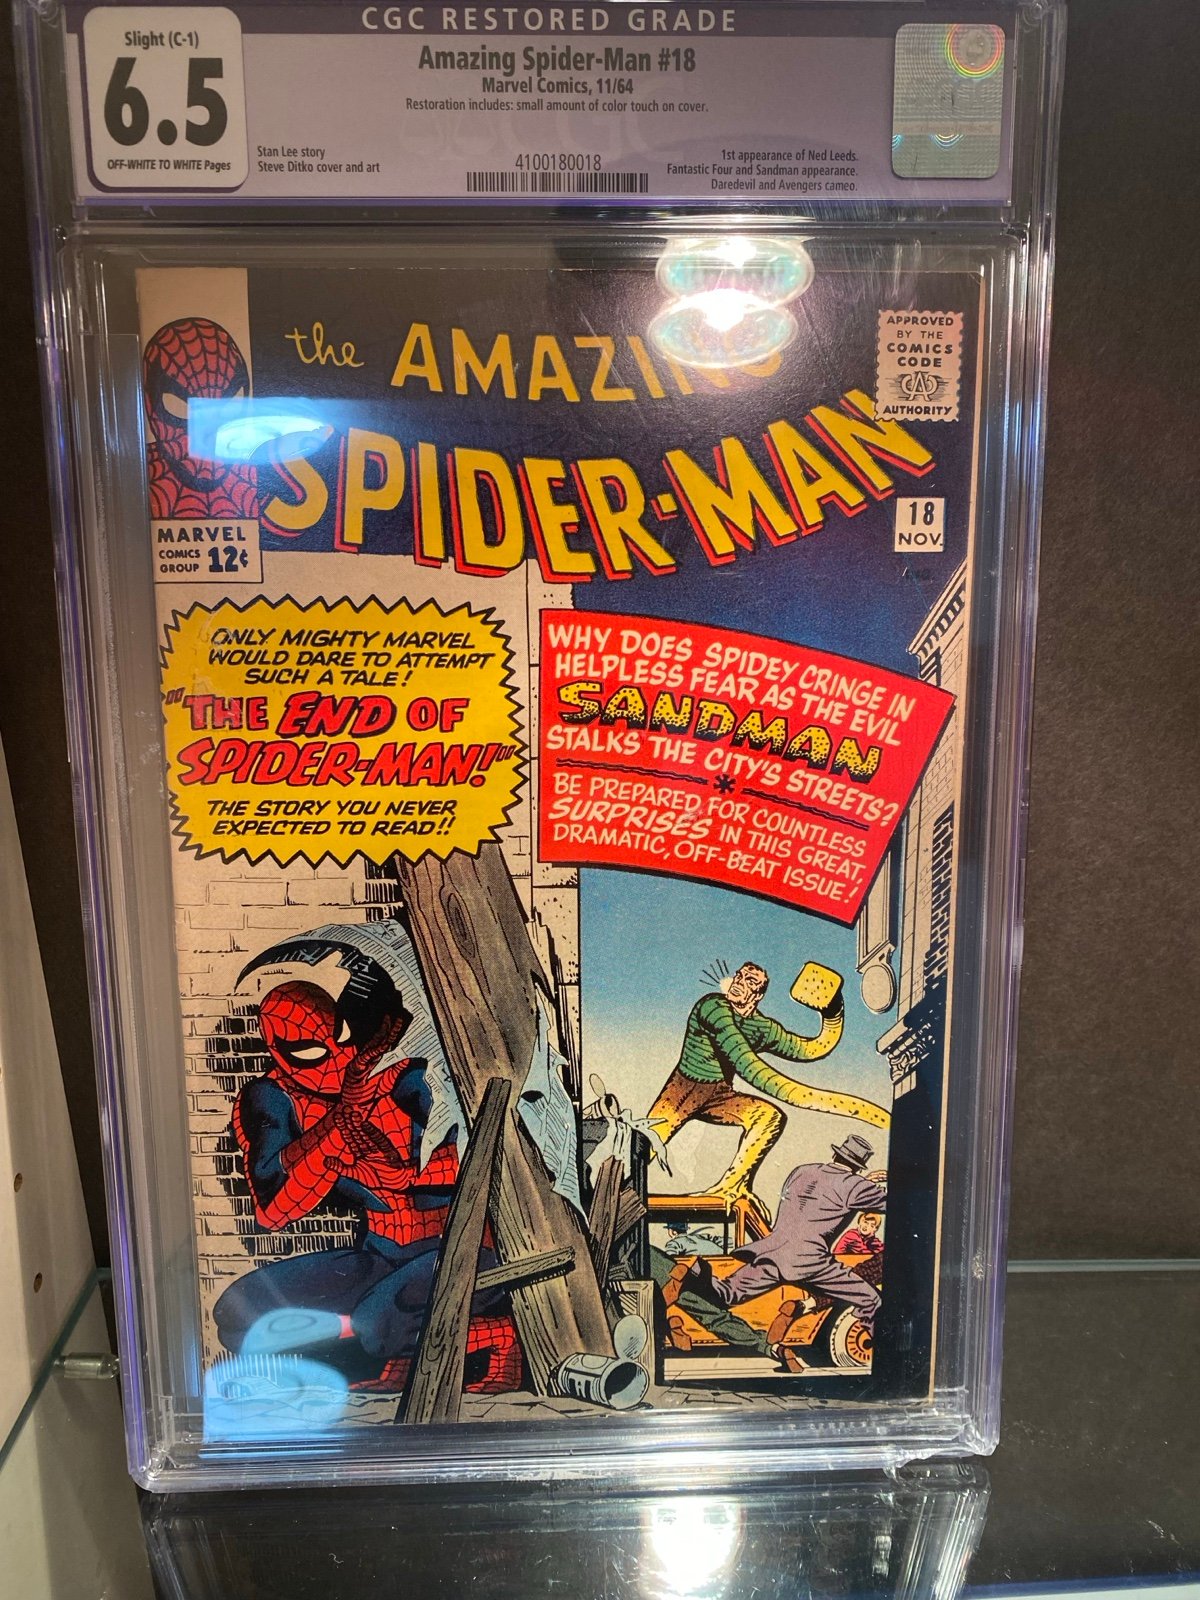 CGC RESTORED GRADE
Slight (C-1)
6.5
OFF-WHITE TO WHITE Pages
Amazing Spider-Man #18
Marvel Comics, 11/64
Restoration includes: small amount of color touch on cover.
Stan Lee story
Steve Ditko cover and art
4100180018
1st appearance of Ned Leeds.
Fantastic Four and Sandman appearance.
Daredevil and Avengers cameo.
the AMAZING
SPIDER-MAN
APPROVED
BY THE
COMICS
CODE
AUTHORITY
MARVEL
COMICS
GROUP
12¢
18
NOV.
ONLY MIGHTY MARVEL
WOULD DARE TO ATTEMPT
SUCH A TALE!
"THE END OF
SPIDER-MAN!"
THE STORY YOU NEVER
EXPECTED TO READ!!
WHY DOES SPIDEY CRINGE IN
HELPLESS FEAR AS THE EVIL
SANDMAN
STALKS THE CITY'S STREETS?
BE PREPARED FOR COUNTLESS
SURPRISES IN THIS GREAT,
DRAMATIC, OFF-BEAT ISSUE!